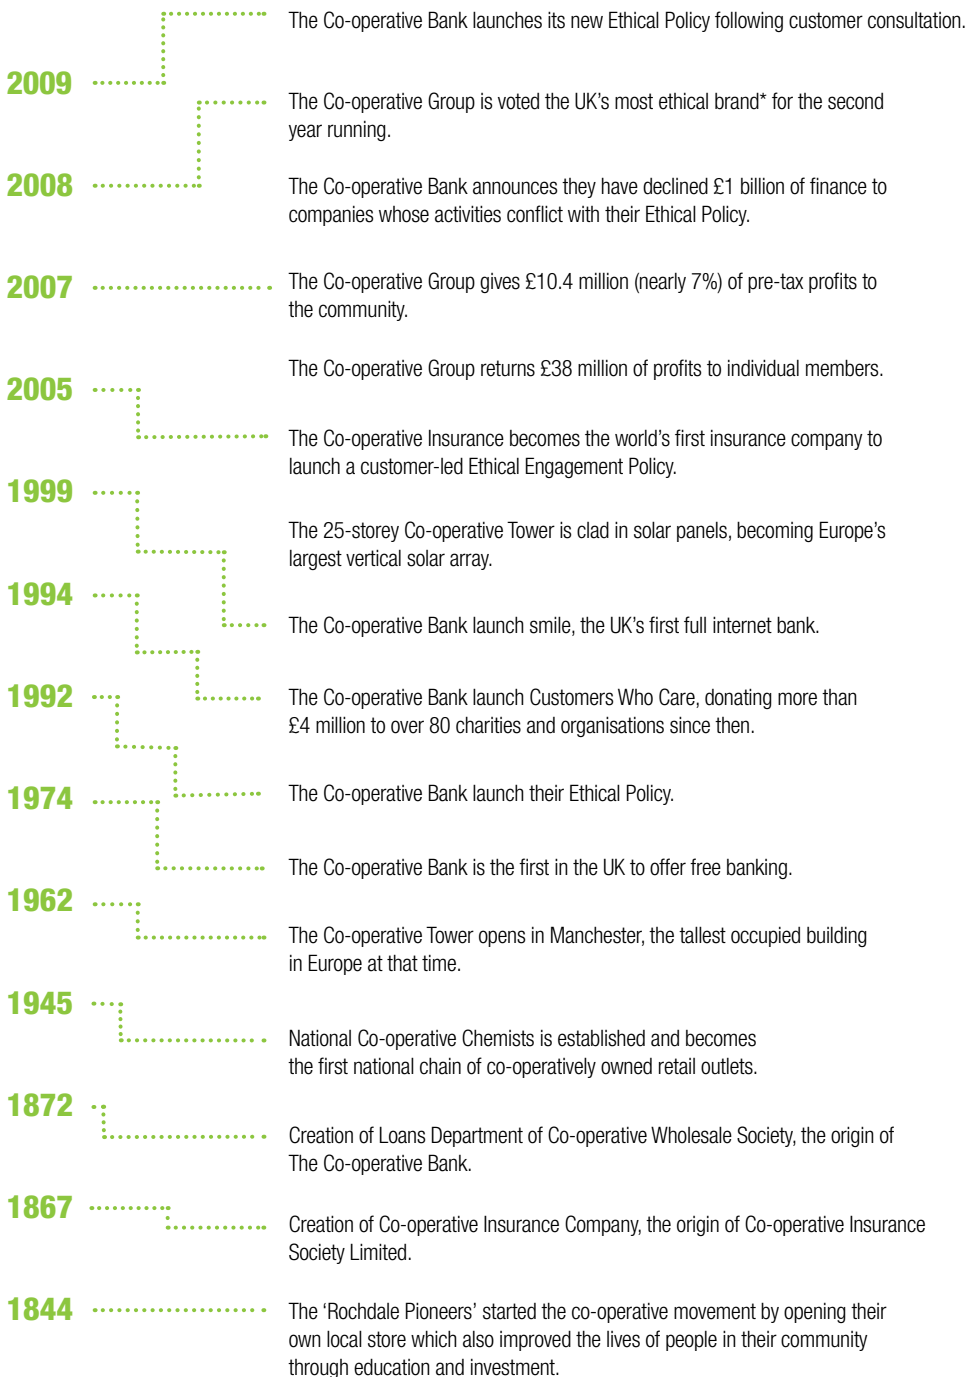 The Co-operative Bank launches its new Ethical Policy following customer consultation.
2009
The Co-operative Group is voted the UK's most ethical brand* for the second
year running.
2008
The Co-operative Bank announces they have declined £1 billion of finance to
companies whose activities conflict with their Ethical Policy.
2007
The Co-operative Group gives £10.4 million (nearly 7%) of pre-tax profits to
the community.
The Co-operative Group returns £38 million of profits to individual members.
2005
The Co-operative Insurance becomes the world's first insurance company to
launch a customer-led Ethical Engagement Policy.
1999
The 25-storey Co-operative Tower is clad in solar panels, becoming Europe's
largest vertical solar array.
1994
The Co-operative Bank launch smile, the UK's first full internet bank.
1992
The Co-operative Bank launch Customers Who Care, donating more than
£4 million to over 80 charities and organisations since then.
1974
The Co-operative Bank launch their Ethical Policy.
The Co-operative Bank is the first in the UK to offer free banking.
1962
The Co-operative Tower opens in Manchester, the tallest occupied building
in Europe at that time.
1945
National Co-operative Chemists is established and becomes
the first national chain of co-operatively owned retail outlets.
1872
Creation of Loans Department of Co-operative Wholesale Society, the origin of
The Co-operative Bank.
1867
Creation of Co-operative Insurance Company, the origin of Co-operative Insurance
Society Limited.
1844
The 'Rochdale Pioneers' started the co-operative movement by opening their
own local store which also improved the lives of people in their community
through education and investment.